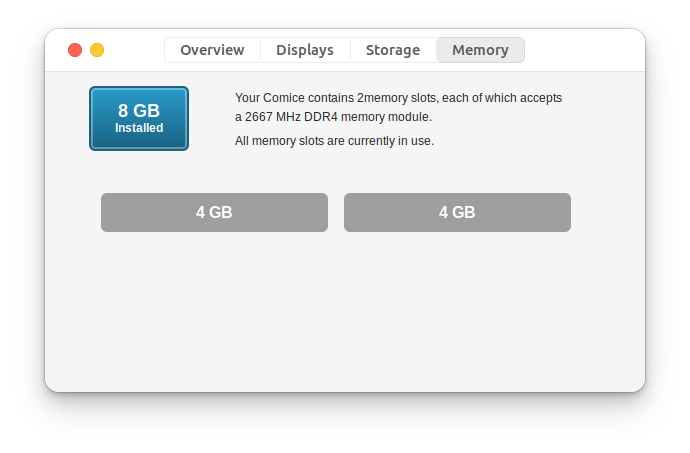 Overview Displays Storage Memory
8 GB
Installed
Your Comice contains 2memory slots, each of which accepts
a 2667 MHz DDR4 memory module.
All memory slots are currently in use.
4 GB 4 GB